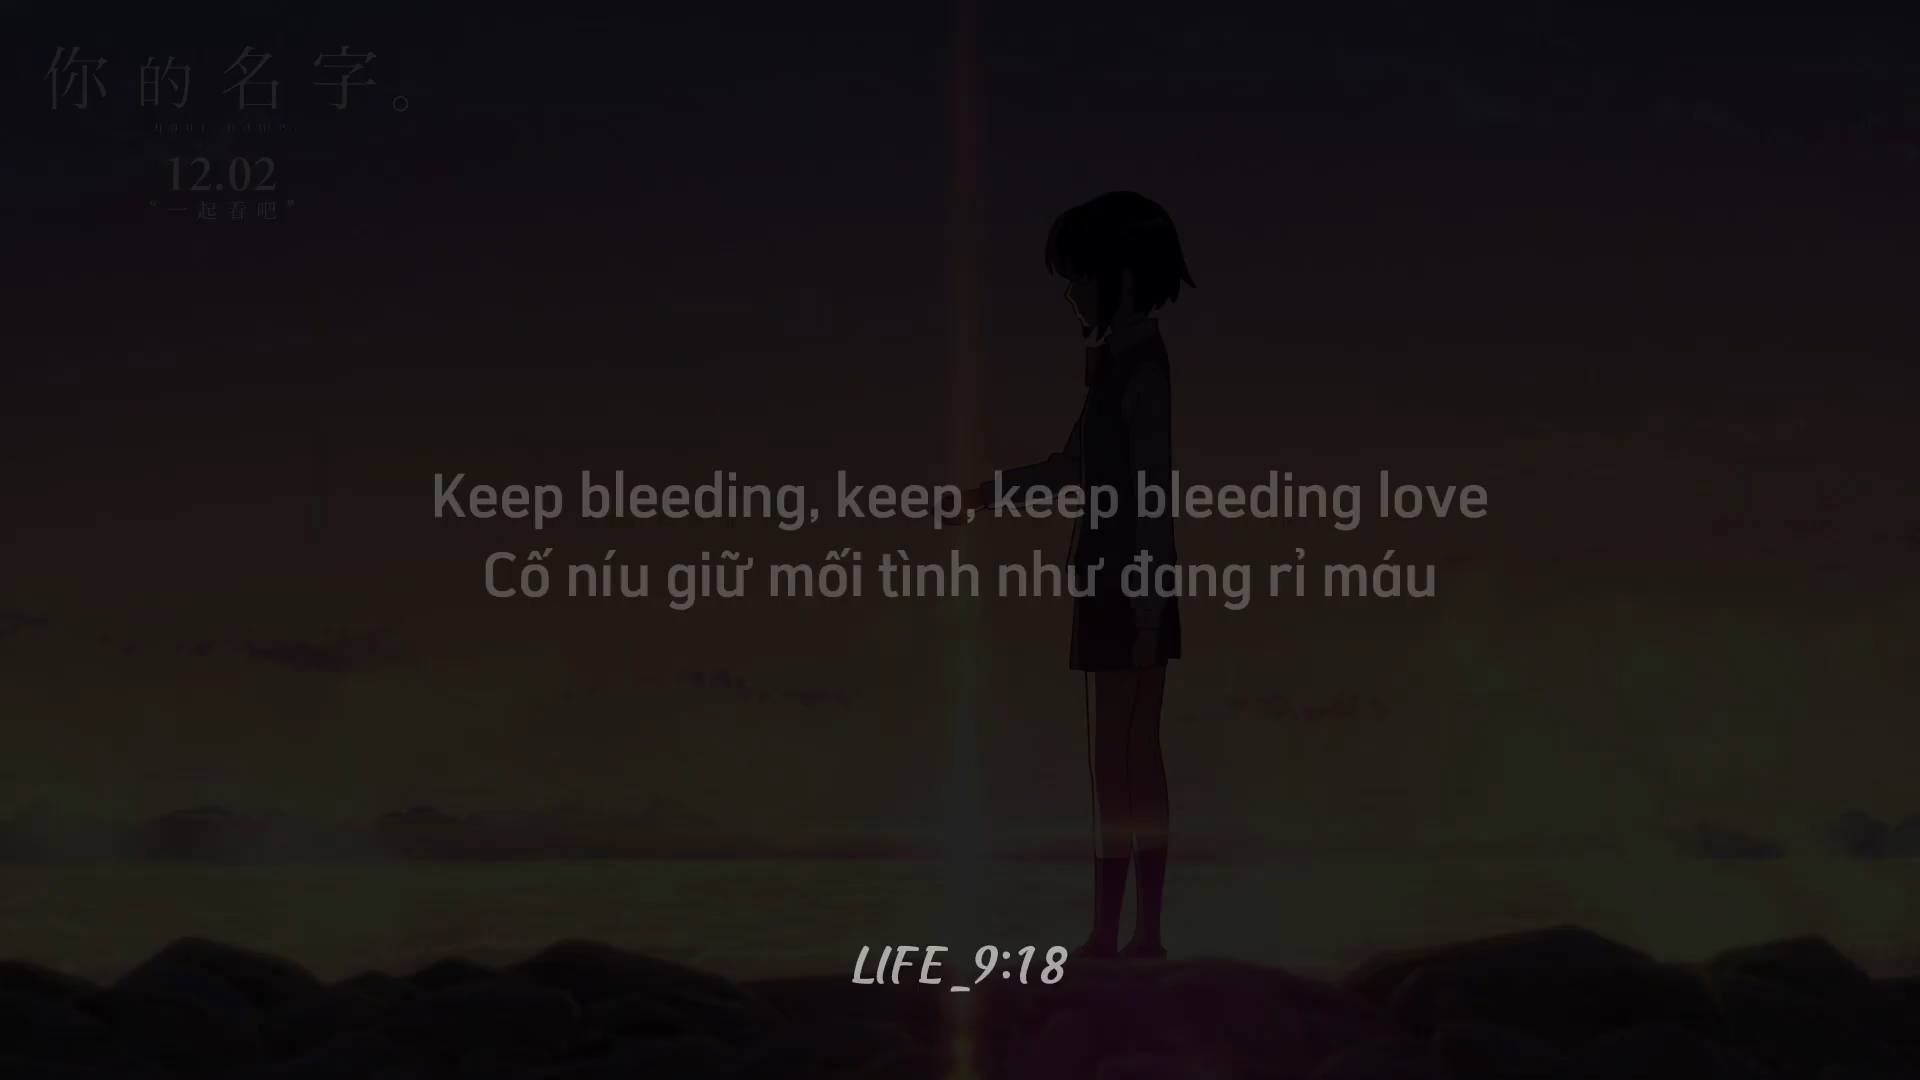 你的名字。
your name.
12.02
“一起看吧”
Keep bleeding, keep, keep bleeding love
Cố níu giữ mối tình như đang rỉ máu
LIFE_9:18